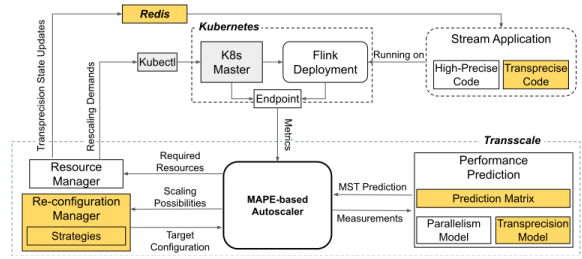 Redis
Kubernetes
Stream Application
High-Precise
Code
Transprecise
Code
Running on
Kubectl
K8s
Master
Flink
Deployment
Endpoint
Transprecision State Updates
Rescaling Demands
Metrics
Transscale
Resource
Manager
Required
Resources
Re-configuration
Manager
Strategies
Scaling
Possibilities
Target
Configuration
MAPE-based
Autoscaler
MST Prediction
Measurements
Performance
Prediction
Prediction Matrix
Parallelism
Model
Transprecision
Model